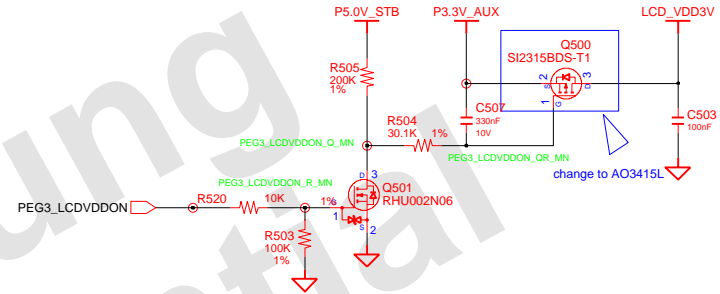 P5.0V_STB
P3.3V_AUX
LCD_VDD3V
Q500
SI2315BDS-T1
R505
200K
1%
2
S
3
D
1
G
C507
330nF
10V
C503
100nF
R504
30.1K
1%
PEG3_LCDVDDON_Q_MN
PEG3_LCDVDDON_QR_MN
change to AO3415L
D
3
Q501
RHU002N06
PEG3_LCDVDDON_R_MN
PEG3_LCDVDDON
R520
10K
1%
G
1
S
2
R503
100K
1%
ung
ential